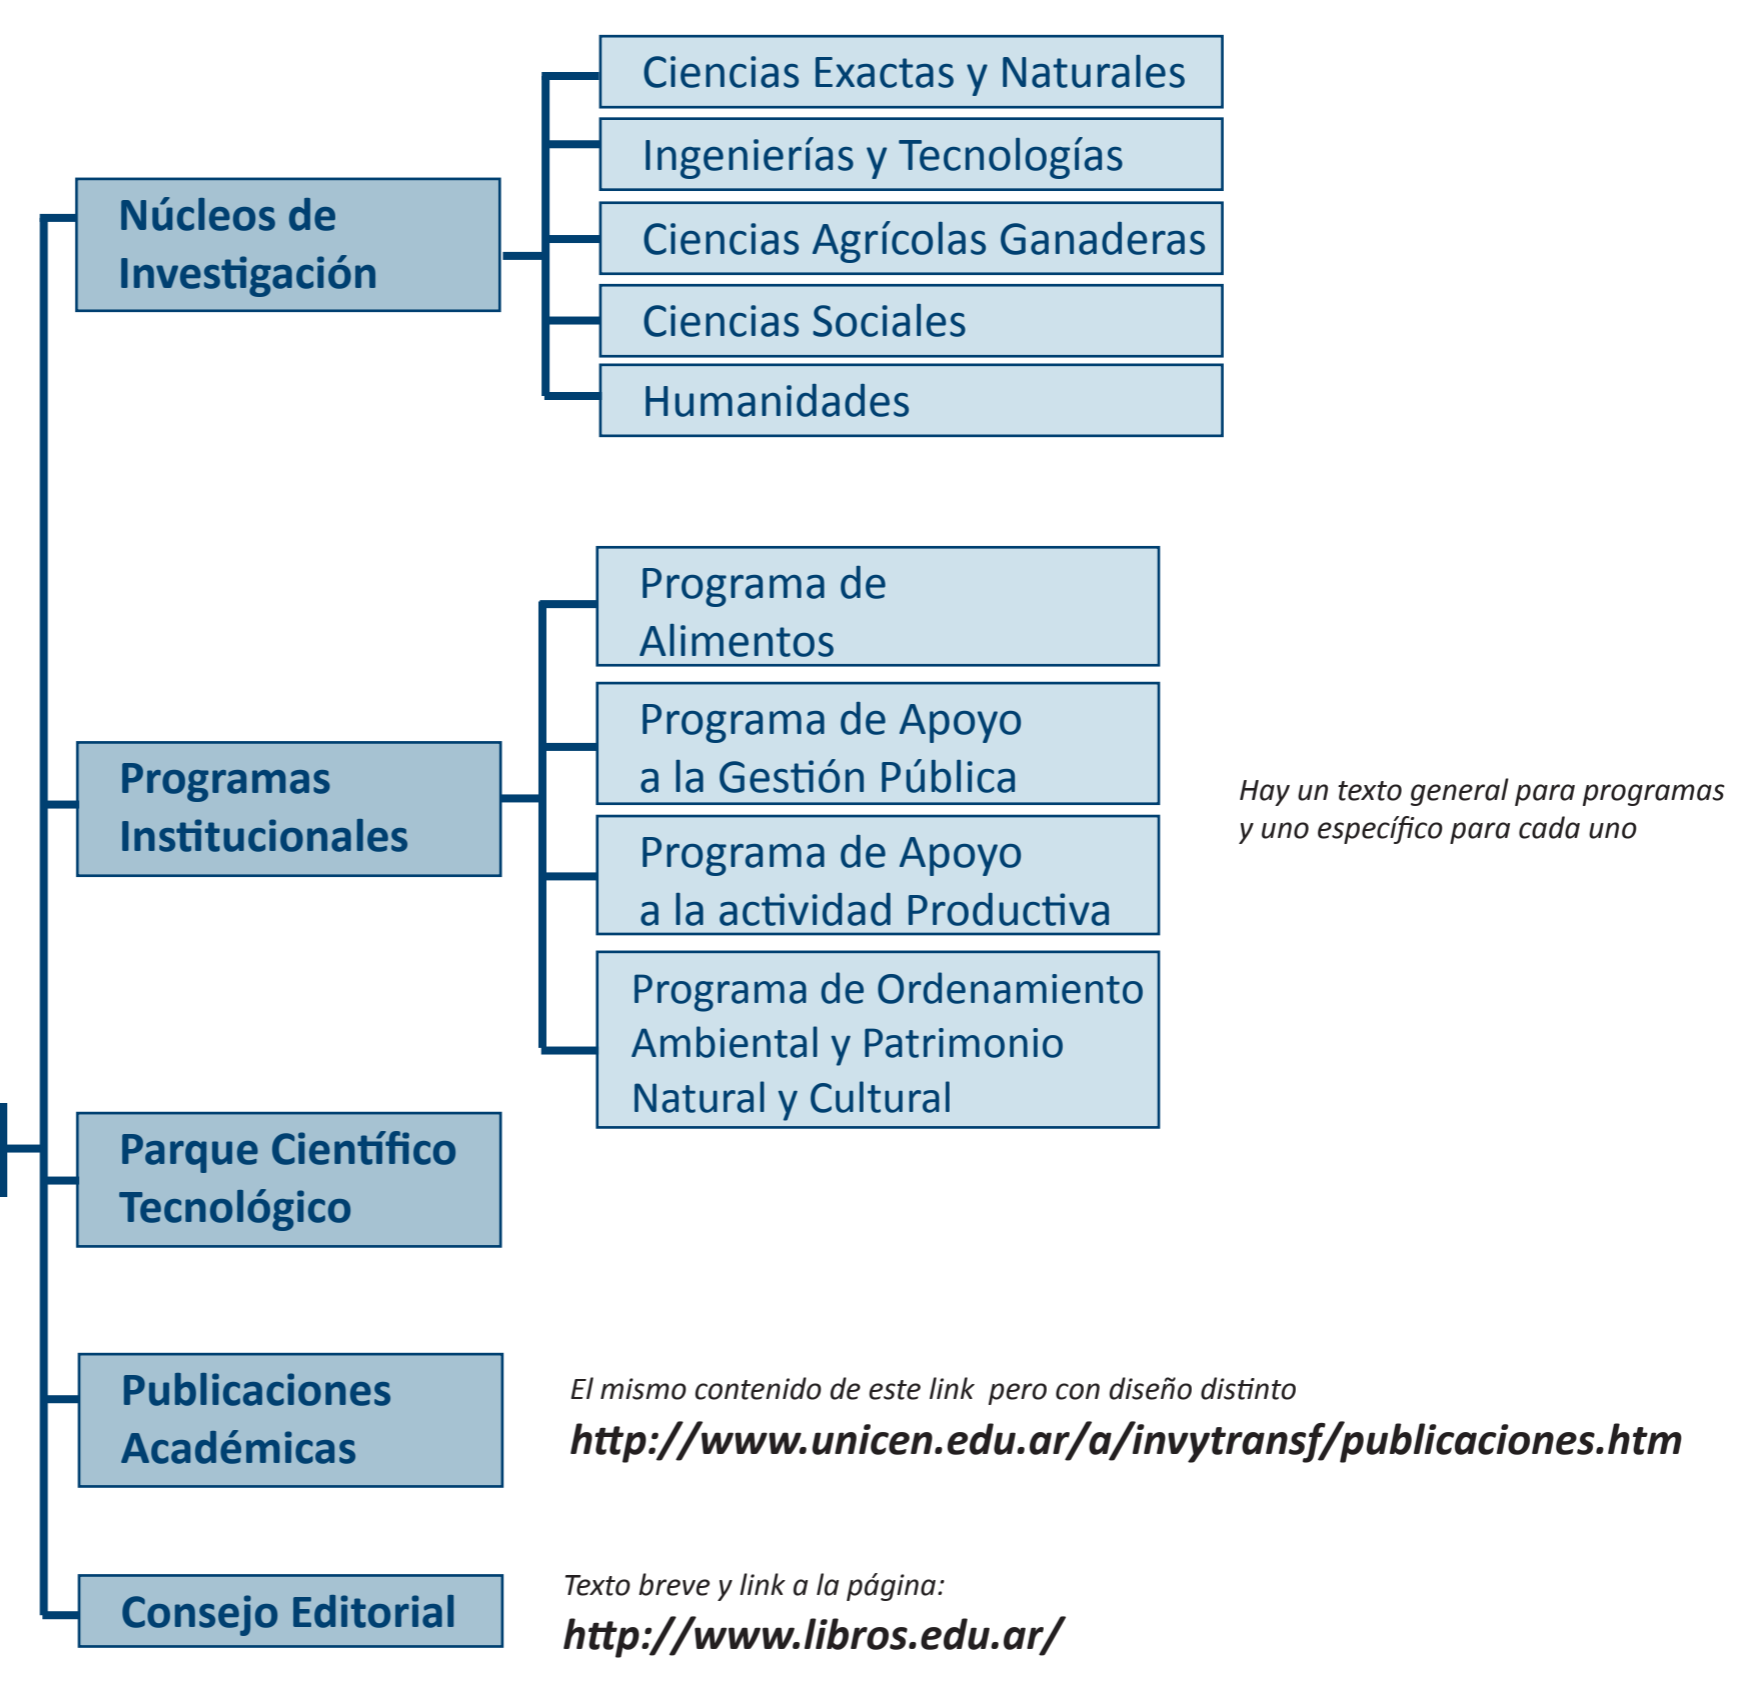 Núcleos de
Investigación
Ciencias Exactas y Naturales
Ingenierías y Tecnologías
Ciencias Agrícolas Ganaderas
Ciencias Sociales
Humanidades
Programas
Institucionales
Programa de
Alimentos
Programa de Apoyo
a la Gestión Pública
Programa de Apoyo
a la actividad Productiva
Programa de Ordenamiento
Ambiental y Patrimonio
Natural y Cultural
Hay un texto general para programas
y uno específico para cada uno
Parque Científico
Tecnológico
Publicaciones
Académicas
El mismo contenido de este link  pero con diseño distinto
http://www.unicen.edu.ar/a/invytransf/publicaciones.htm
Consejo Editorial
Texto breve y link a la página:
http://www.libros.edu.ar/